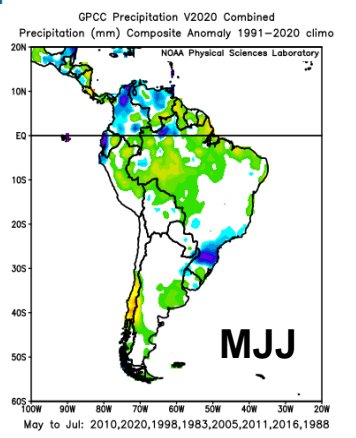 GPCC Precipitation V2020 Combined
Precipitation (mm) Composite Anomaly 1991-2020 climo
NOAA Physical Sciences Laboratory
20N
10N
EQ
10S
20S
30S
40S
50S
60S
MJJ
100W 90W 80W 70W 60W 50W 40W 30W 20W
May to Jul: 2010,2020,1998,1983,2005,2011,2016,1988